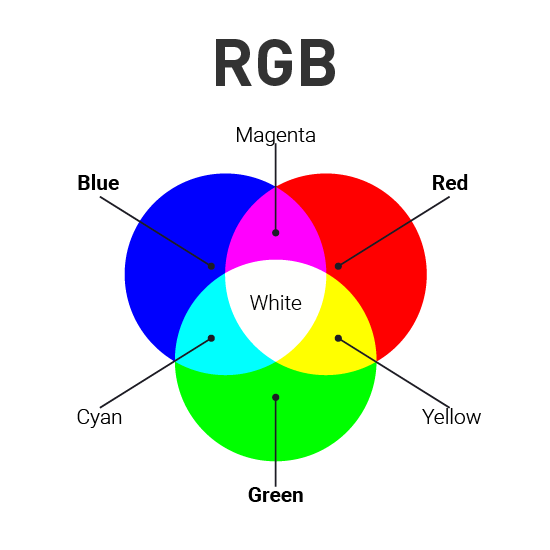 RGB
Magenta
Blue
Red
White
Cyan
Yellow
Green